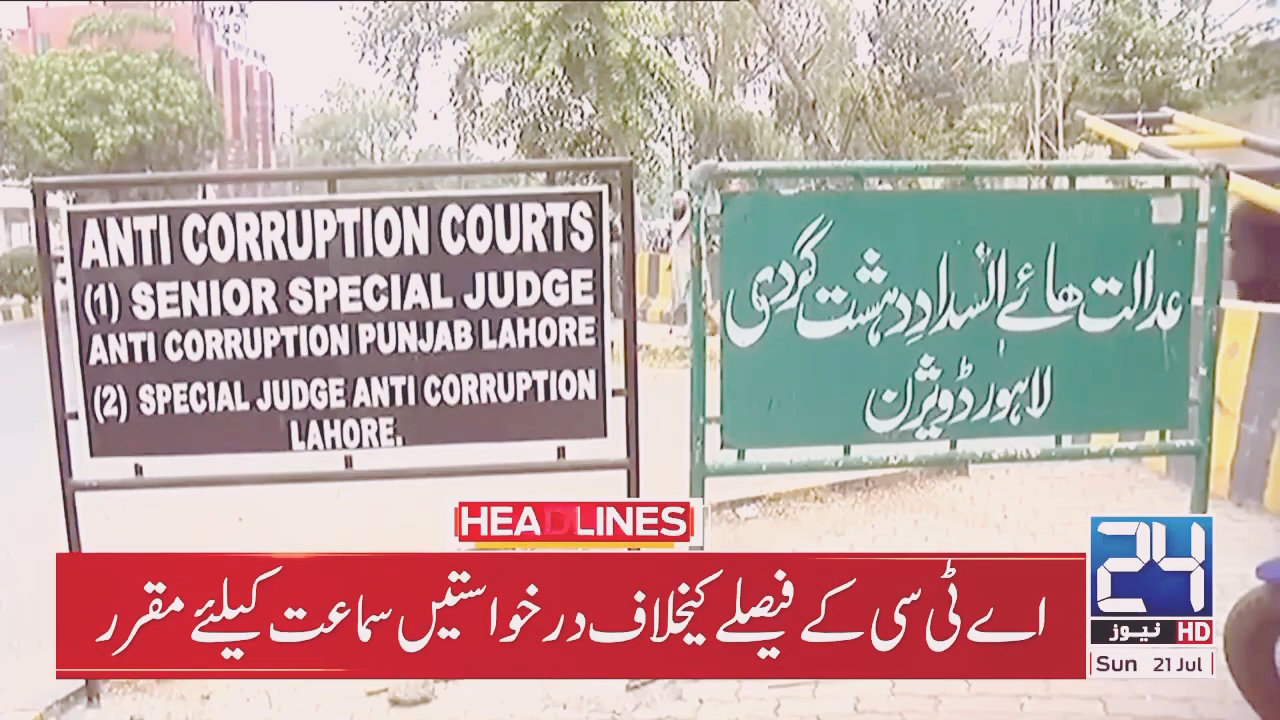 ANTI CORRUPTION COURTS
(1) SENIOR SPECIAL JUDGE
ANTI CORRUPTION PUNJAB LAHORE
(2) SPECIAL JUDGE ANTI CORRUPTION
LAHORE.
عدالت ھائے انسداد دہشت گردی
لاہور ڈویژن
HEADLINES
اے ٹی سی کے فیصلے کیخلاف درخواستیں سماعت کیلئے مقرر
24
نیوز HD
Sun 21 Jul